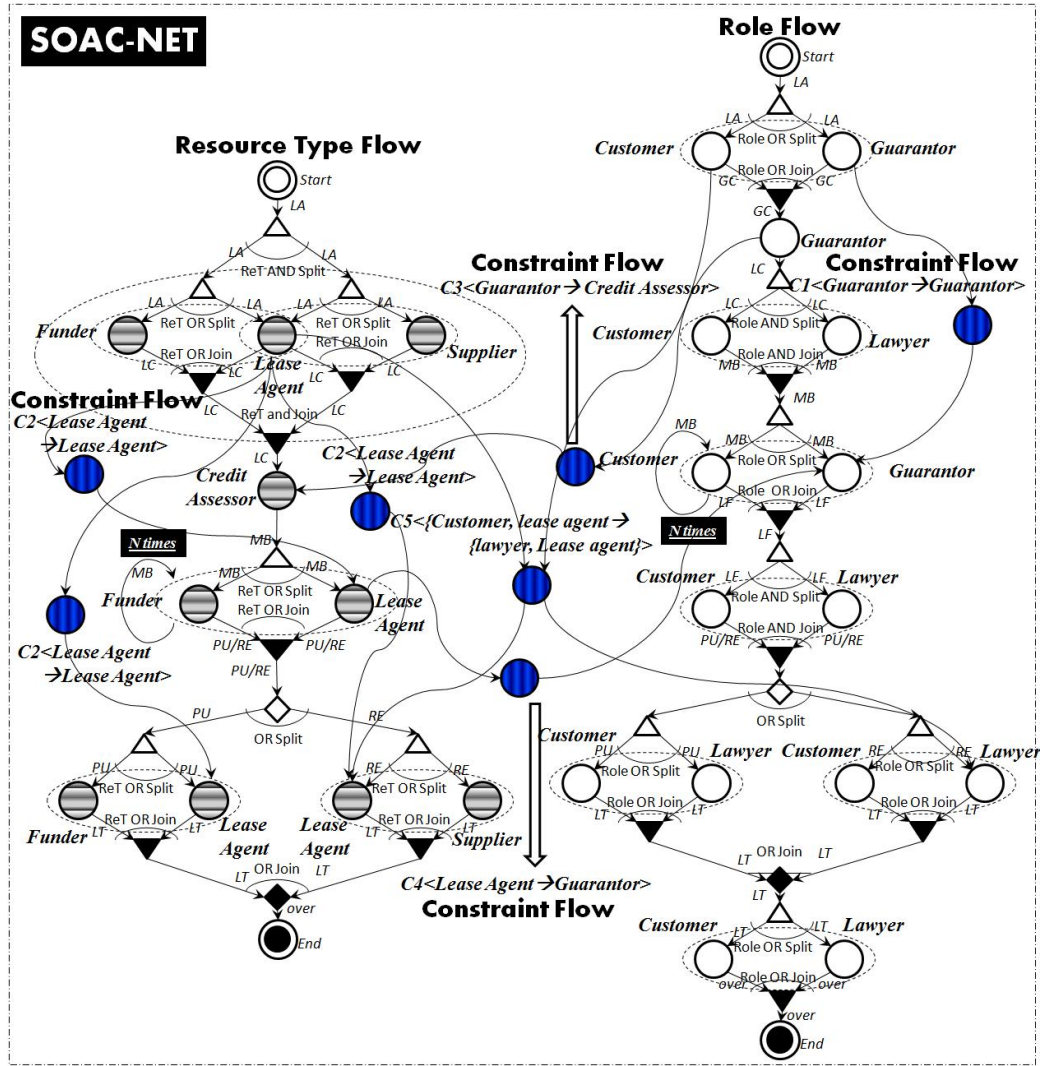 SOAC-NET
Role Flow
Start
LA
LA
LA
Customer
Role OR Split
Guarantor
Role OR Join
GC
GC
GC
Guarantor
LC
Constraint Flow
C1<Guarantor→Guarantor>
LC
LC
Customer
Role AND Split
Lawyer
Role AND Join
MB
MB
MB
MB
MB
MB
Customer
Role OR Split
Guarantor
Role OR Join
LF
LF
N times
LF
Customer
LF
Lawyer
Role AND Split
Role AND Join
PU/RE
PU/RE
OR Split
Customer
PU
PU
Lawyer
Role OR Split
Role OR Join
LT
LT
Customer
RE
RE
Lawyer
Role OR Split
Role OR Join
LT
LT
LT
OR Join
LT
LT
Customer
LT
LT
Lawyer
Role OR Split
Role OR Join
over
over
over
End
Resource Type Flow
Start
LA
LA
LA
ReT AND Split
LA
LA
LA
LA
Funder
ReT OR Split
ReT OR Split
ReT OR Join
ReT OR Join
Supplier
Lease
Agent
LC
LC
LC
LC
LC
LC
ReT and Join
LC
Credit
Assessor
Constraint Flow
C2<Lease Agent
→Lease Agent>
C2<Lease Agent
→Lease Agent>
Constraint Flow
C3<Guarantor→Credit Assessor>
C5<{Customer, lease agent→
{lawyer, Lease agent}>
N times
MB
MB
MB
MB
Funder
ReT OR Split
ReT OR Join
Lease
Agent
PU/RE
PU/RE
PU/RE
C2<Lease Agent
→Lease Agent>
PU
RE
OR Split
PU
PU
ReT OR Split
ReT OR Join
Funder
LT
LT
Lease
Agent
RE
RE
ReT OR Split
ReT OR Join
Lease
Agent
LT
LT
Supplier
LT
OR Join
LT
over
End
C4<Lease Agent→Guarantor>
Constraint Flow